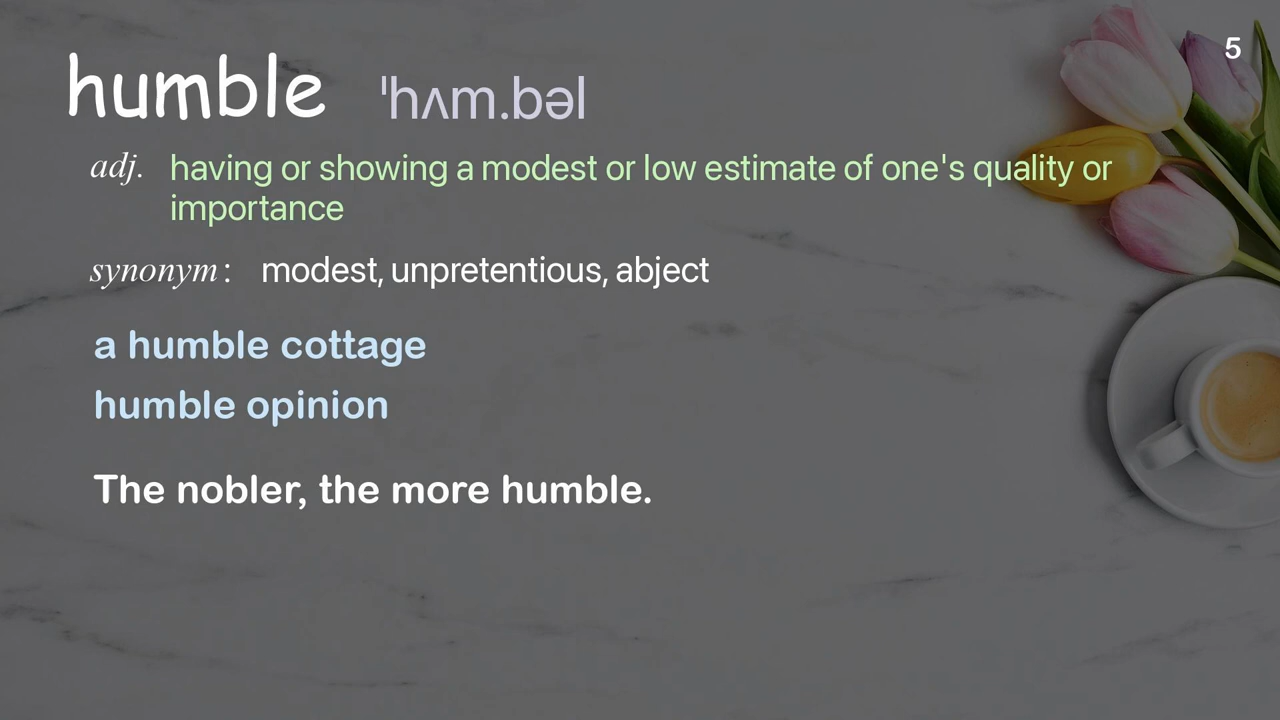 5
humble ˈhʌm.bəl
adj. having or showing a modest or low estimate of one's quality or
importance
synonym: modest, unpretentious, abject
a humble cottage
humble opinion
The nobler, the more humble.